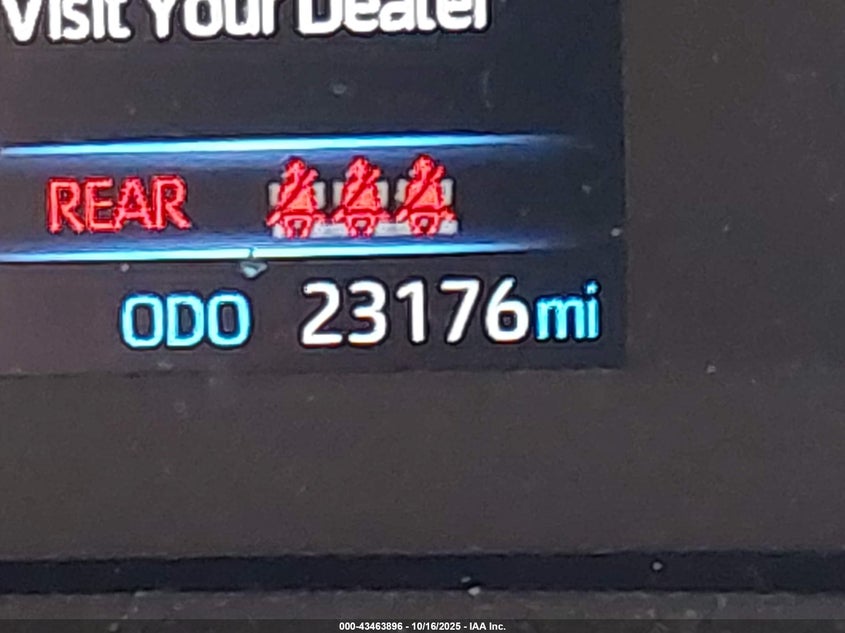 Visit Your Dealer
REAR
ODO 23176mi
000-43463896 - 10/16/2025 - IAA Inc.